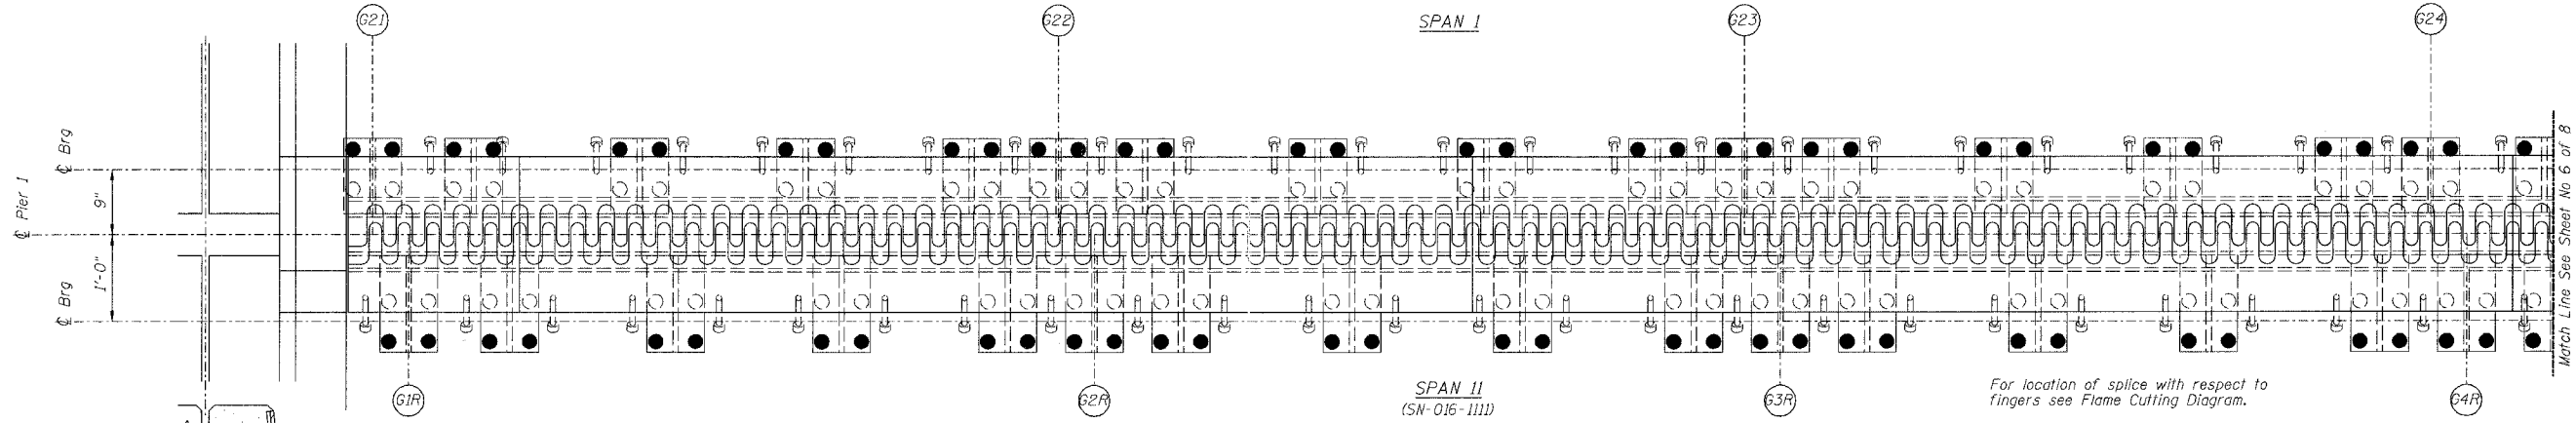 G21
G22
SPAN 1
G23
G24
℄ Brg
℄ Pier 1
9"
1'-0"
℄ Brg
Match Line See Sheet No 6 of 8
G1R
G2R
SPAN 11
(SN-016-1111)
G3R
For location of splice with respect to
fingers see Flame Cutting Diagram.
G4R